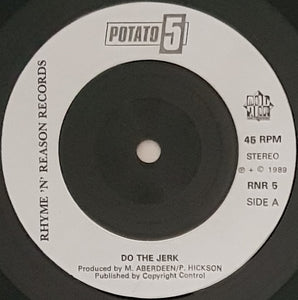 POTATO 5
RHYME 'N' REASON RECORDS
45 RPM
STEREO
℗ + © 1989
RNR 5
SIDE A
DO THE JERK
Produced by M. ABERDEEN/P. HICKSON
Published by Copyright Control